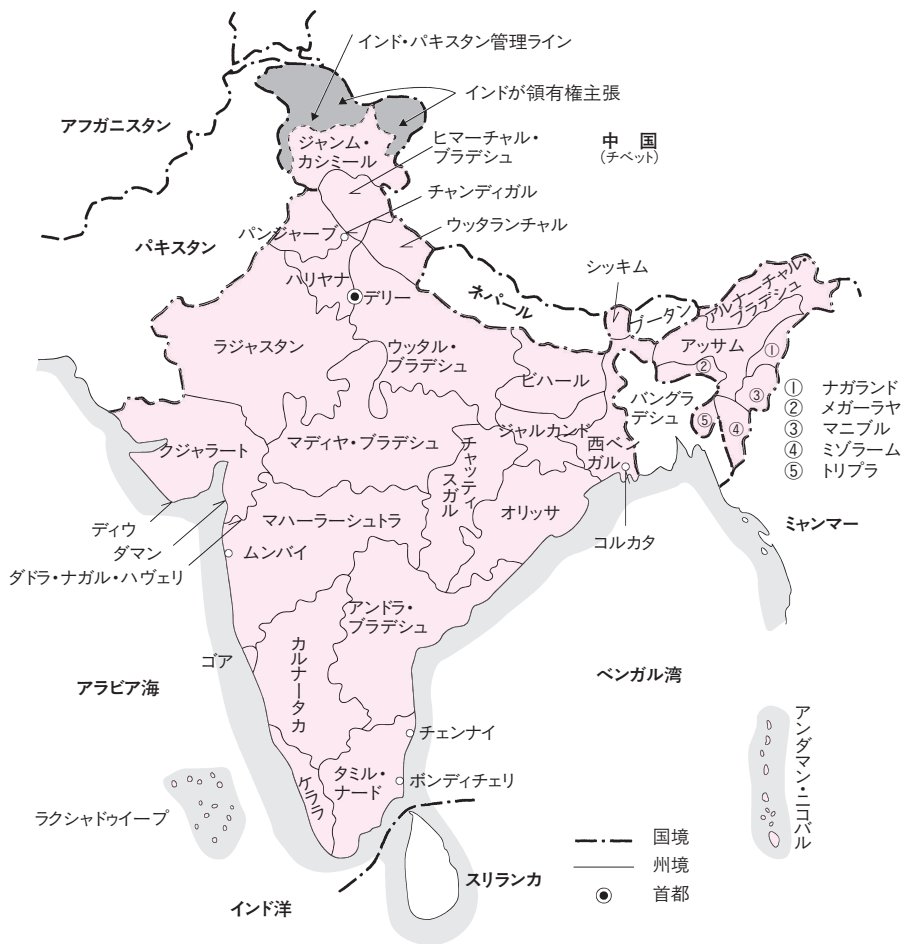 インド・パキスタン管理ライン
インドが領有権主張
アフガニスタン
中 国
（チベット）
ジャンム・
カシミール
ヒマーチャル・
プラデシュ
チャンディガル
パンジャーブ
ウッタランチャル
パキスタン
ハリヤナ
デリー
ネパール
シッキム
ブータン
アルナーチャル・
プラデシュ
ラジャスタン
ウッタル・
プラデシュ
アッサム
①
②
③
④
⑤
ビハール
バングラ
デシュ
① ナガランド
② メガーラヤ
③ マニプル
④ ミゾラーム
⑤ トリプラ
クジャラート
マディヤ・プラデシュ
ジャルカンド
西ベン
ガル
チャッティ
スガル
オリッサ
マハーラーシュトラ
ディウ
ダマン
ダドラ・ナガル・ハヴェリ
ムンバイ
コルカタ
ミャンマー
アンドラ・
プラデシュ
カルナータカ
ゴア
アラビア海
ベンガル湾
チェンナイ
タミル・
ナード
ポンディチェリ
ケララ
ラクシャドゥイープ
アンダマン・ニコバル
スリランカ
インド洋
国境
州境
首都